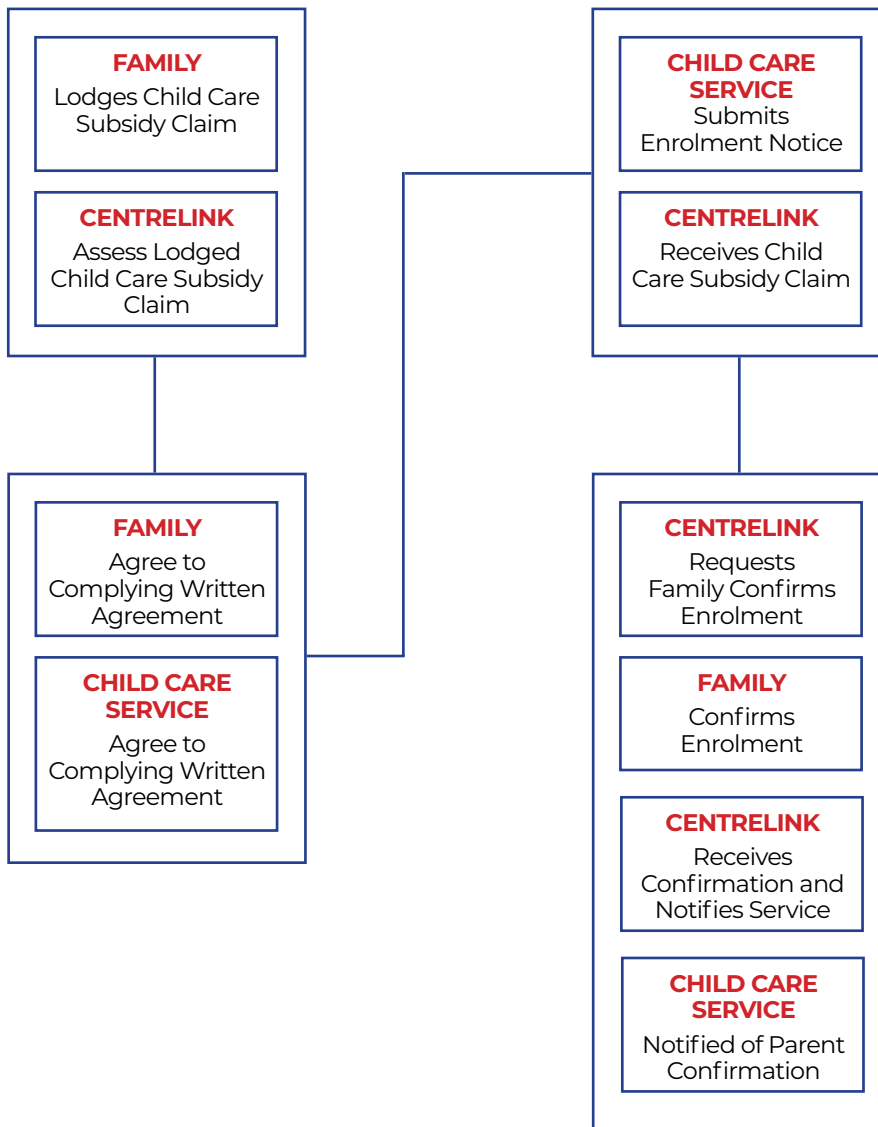 FAMILY
Lodges Child Care
Subsidy Claim
CENTRELINK
Assess Lodged
Child Care Subsidy
Claim
FAMILY
Agree to
Complying Written
Agreement
CHILD CARE
SERVICE
Agree to
Complying Written
Agreement
CHILD CARE
SERVICE
Submits
Enrolment Notice
CENTRELINK
Receives Child
Care Subsidy Claim
CENTRELINK
Requests
Family Confirms
Enrolment
FAMILY
Confirms
Enrolment
CENTRELINK
Receives
Confirmation and
Notifies Service
CHILD CARE
SERVICE
Notified of Parent
Confirmation